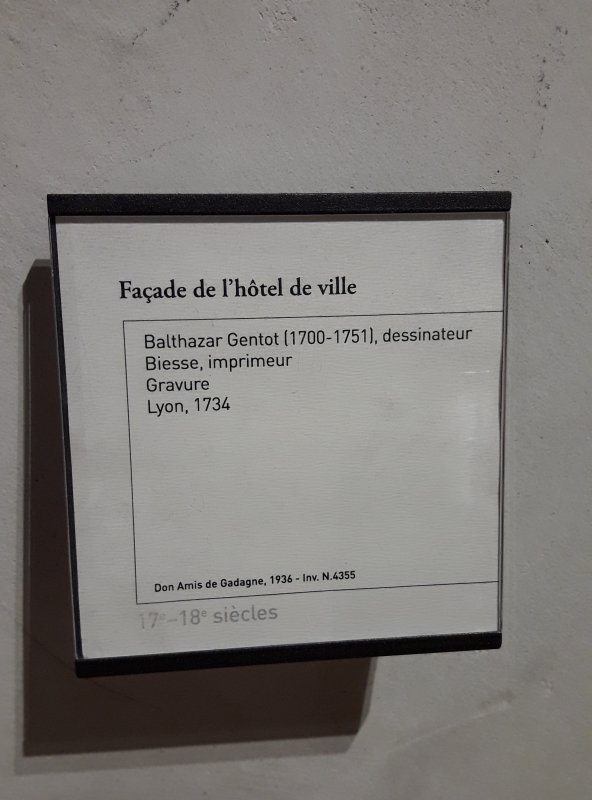 Façade de l'hôtel de ville
Balthazar Gentot (1700-1751), dessinateur
Biesse, imprimeur
Gravure
Lyon, 1734
Don Amis de Gadagne, 1936 - Inv. N.4355
17e-18e siècles